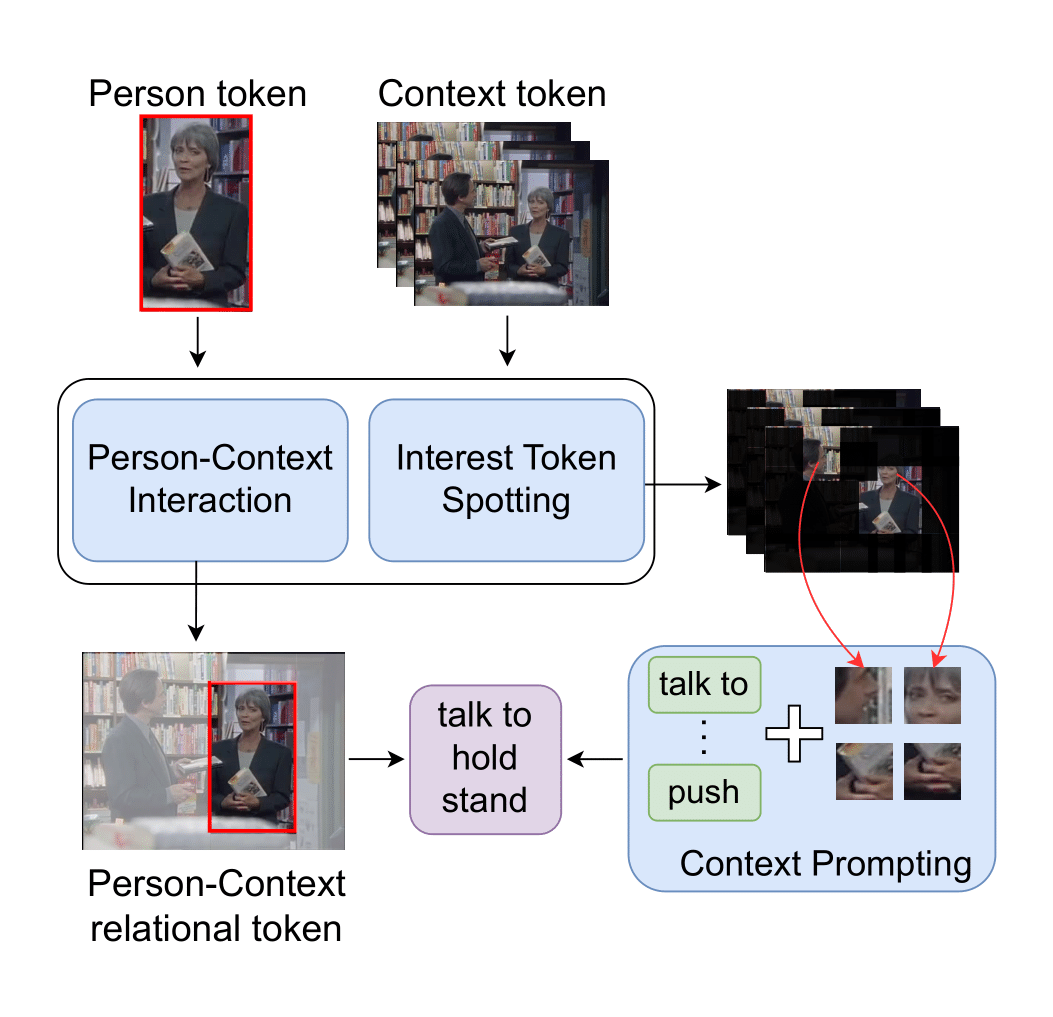 Person token
Context token
Person-Context
Interaction
Interest Token
Spotting
talk to
hold
stand
talk to
push
Context Prompting
Person-Context
relational token